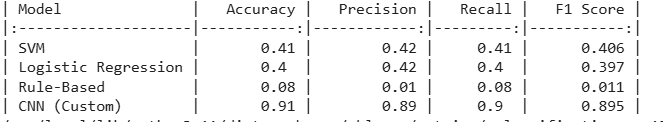 | Model | Accuracy | Precision | Recall | F1 Score |
|:--------------------|-----------:|------------:|---------:|-----------:|
| SVM | 0.41 | 0.42 | 0.41 | 0.406 |
| Logistic Regression | 0.4 | 0.42 | 0.4 | 0.397 |
| Rule-Based | 0.08 | 0.01 | 0.08 | 0.011 |
| CNN (Custom) | 0.91 | 0.89 | 0.9 | 0.895 |